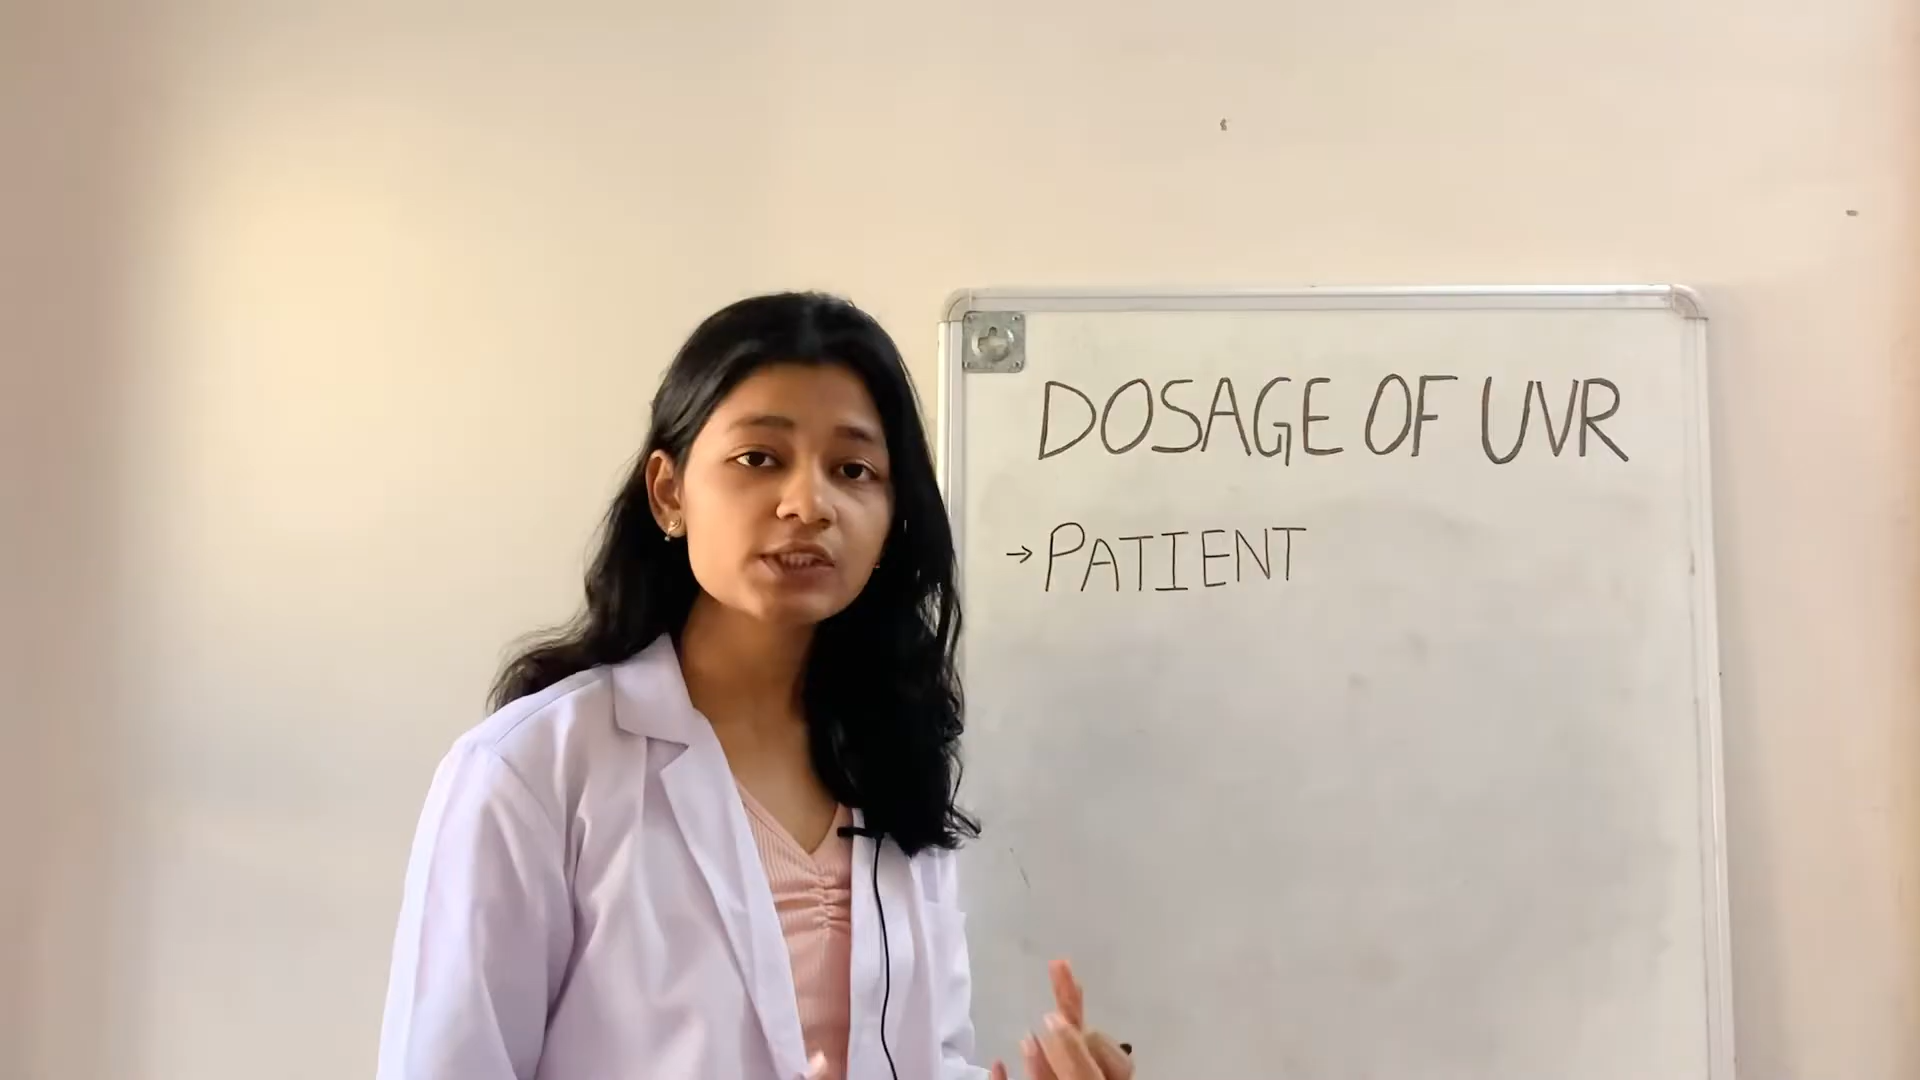 DOSAGE OF UVR
→ PATIENT